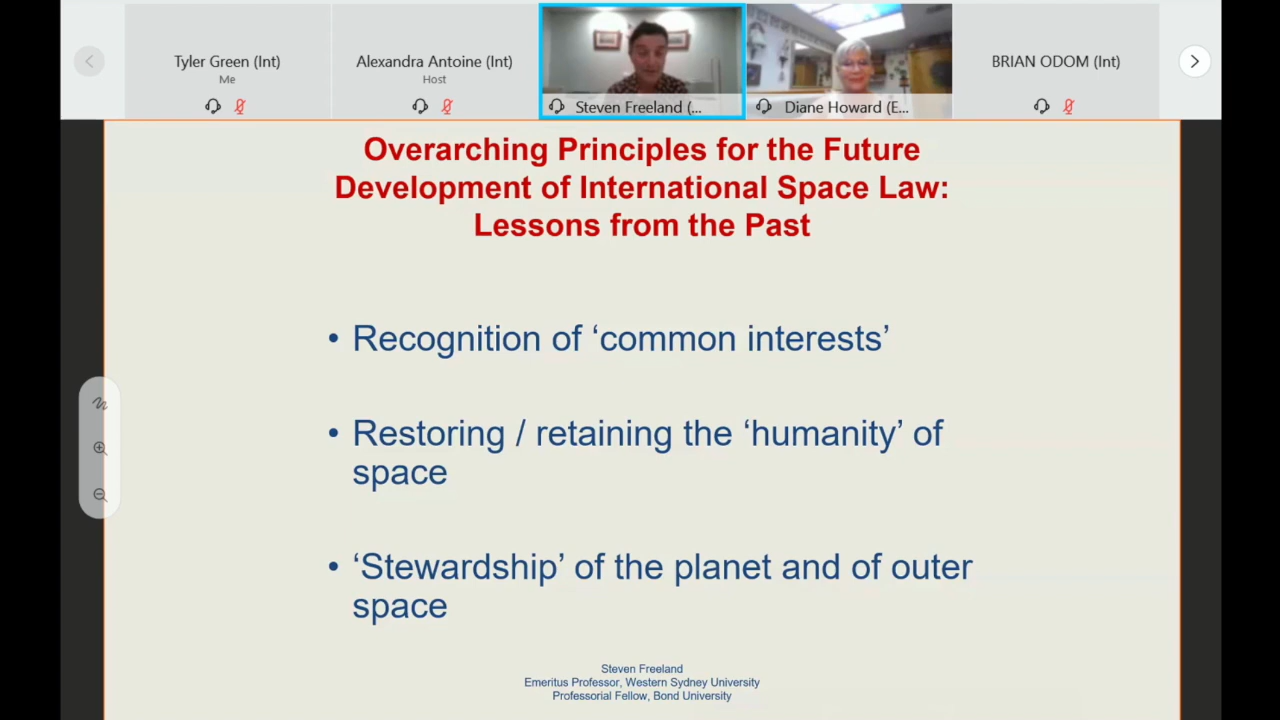 Tyler Green (Int)
Me
Alexandra Antoine (Int)
Host
Steven Freeland (...
Diane Howard (E...
BRIAN ODOM (Int)
Overarching Principles for the Future
Development of International Space Law:
Lessons from the Past
• Recognition of ‘common interests’
• Restoring / retaining the ‘humanity’ of
space
• ‘Stewardship’ of the planet and of outer
space
Steven Freeland
Emeritus Professor, Western Sydney University
Professorial Fellow, Bond University